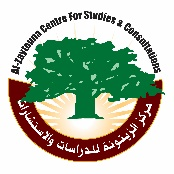 Al-Zaytouna Centre For Studies & Consultations
مركز الزيتونة للدراسات والاستشارات